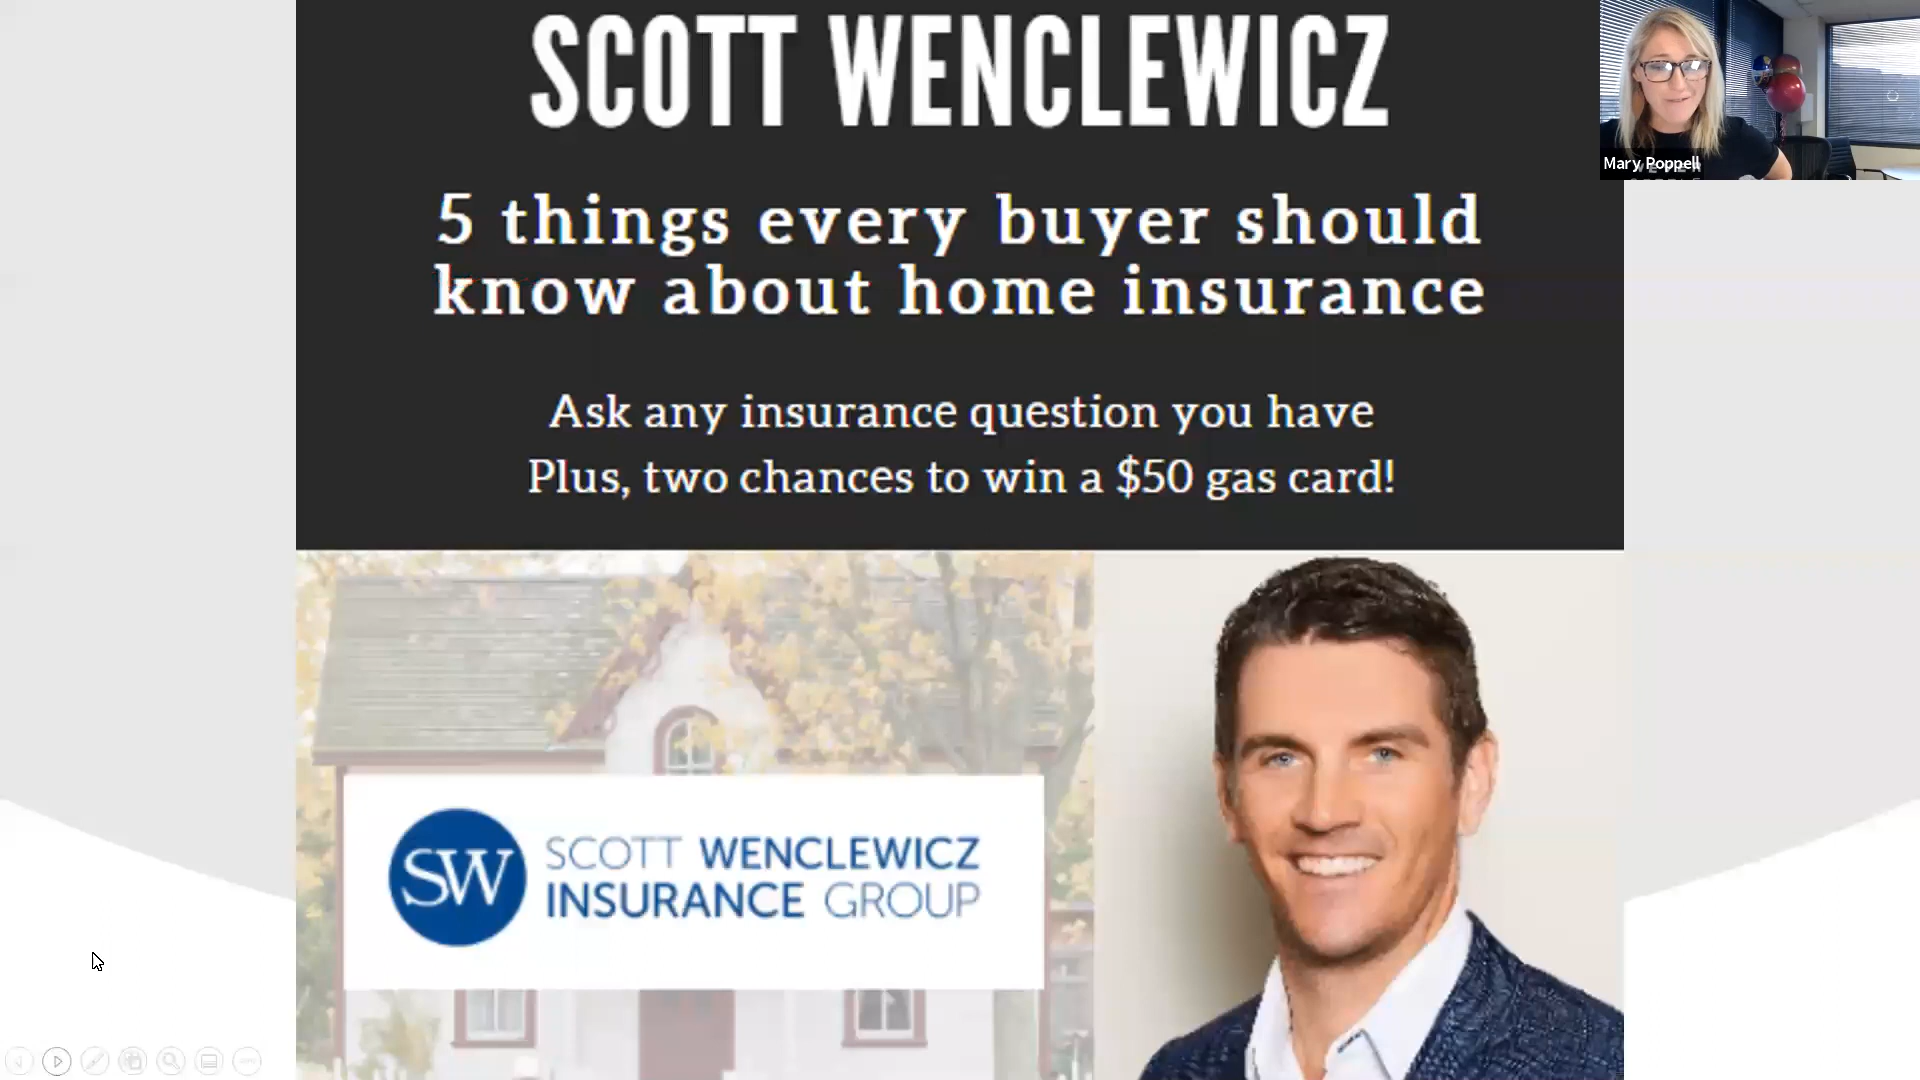 SCOTT WENCLEWICZ
5 things every buyer should
know about home insurance
Ask any insurance question you have
Plus, two chances to win a $50 gas card!
SW
SCOTT WENCLEWICZ
INSURANCE GROUP
Mary Poppell